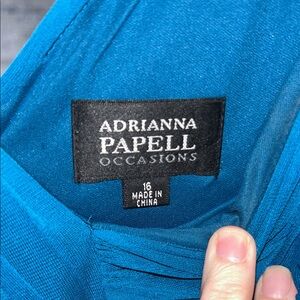 ADRIANNA
PAPELL
OCCASIONS
16
MADE IN
CHINA